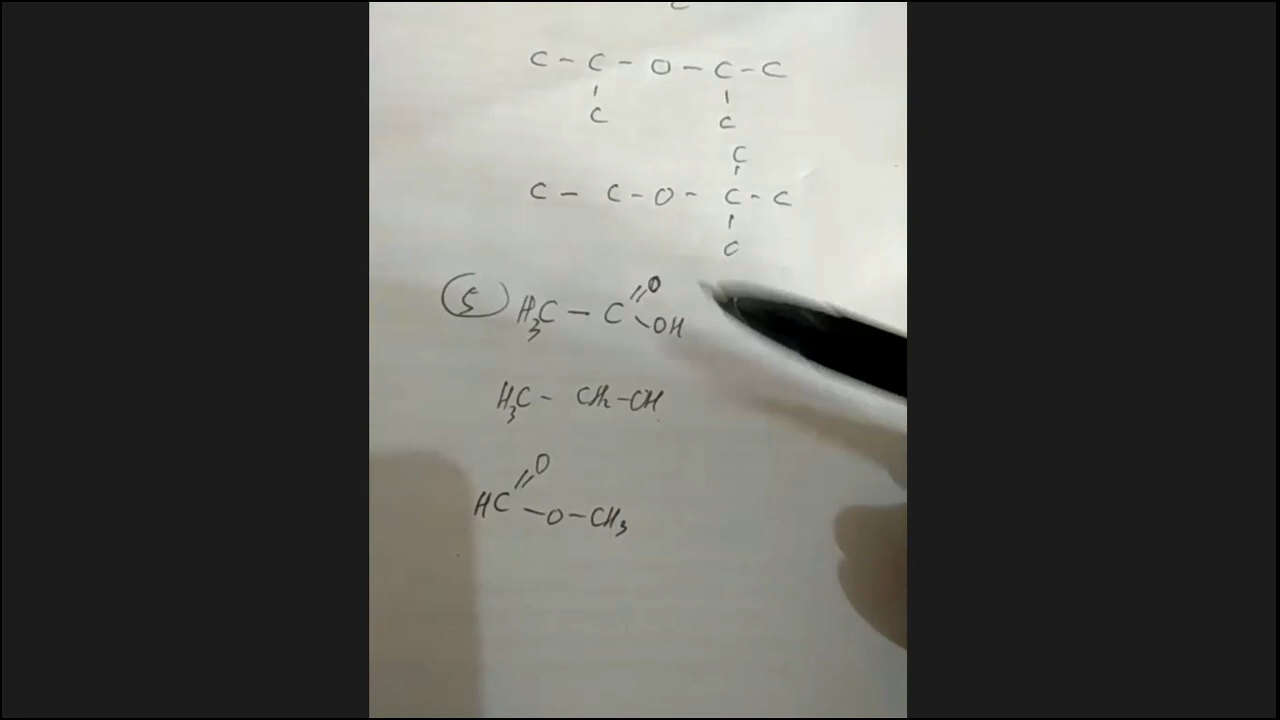 C - C - O - C - C
C C
C
C - C - O - C - C
C
O
5 H3C - C - OH
H3C - CH2 - CH
O
HC - O - CH3